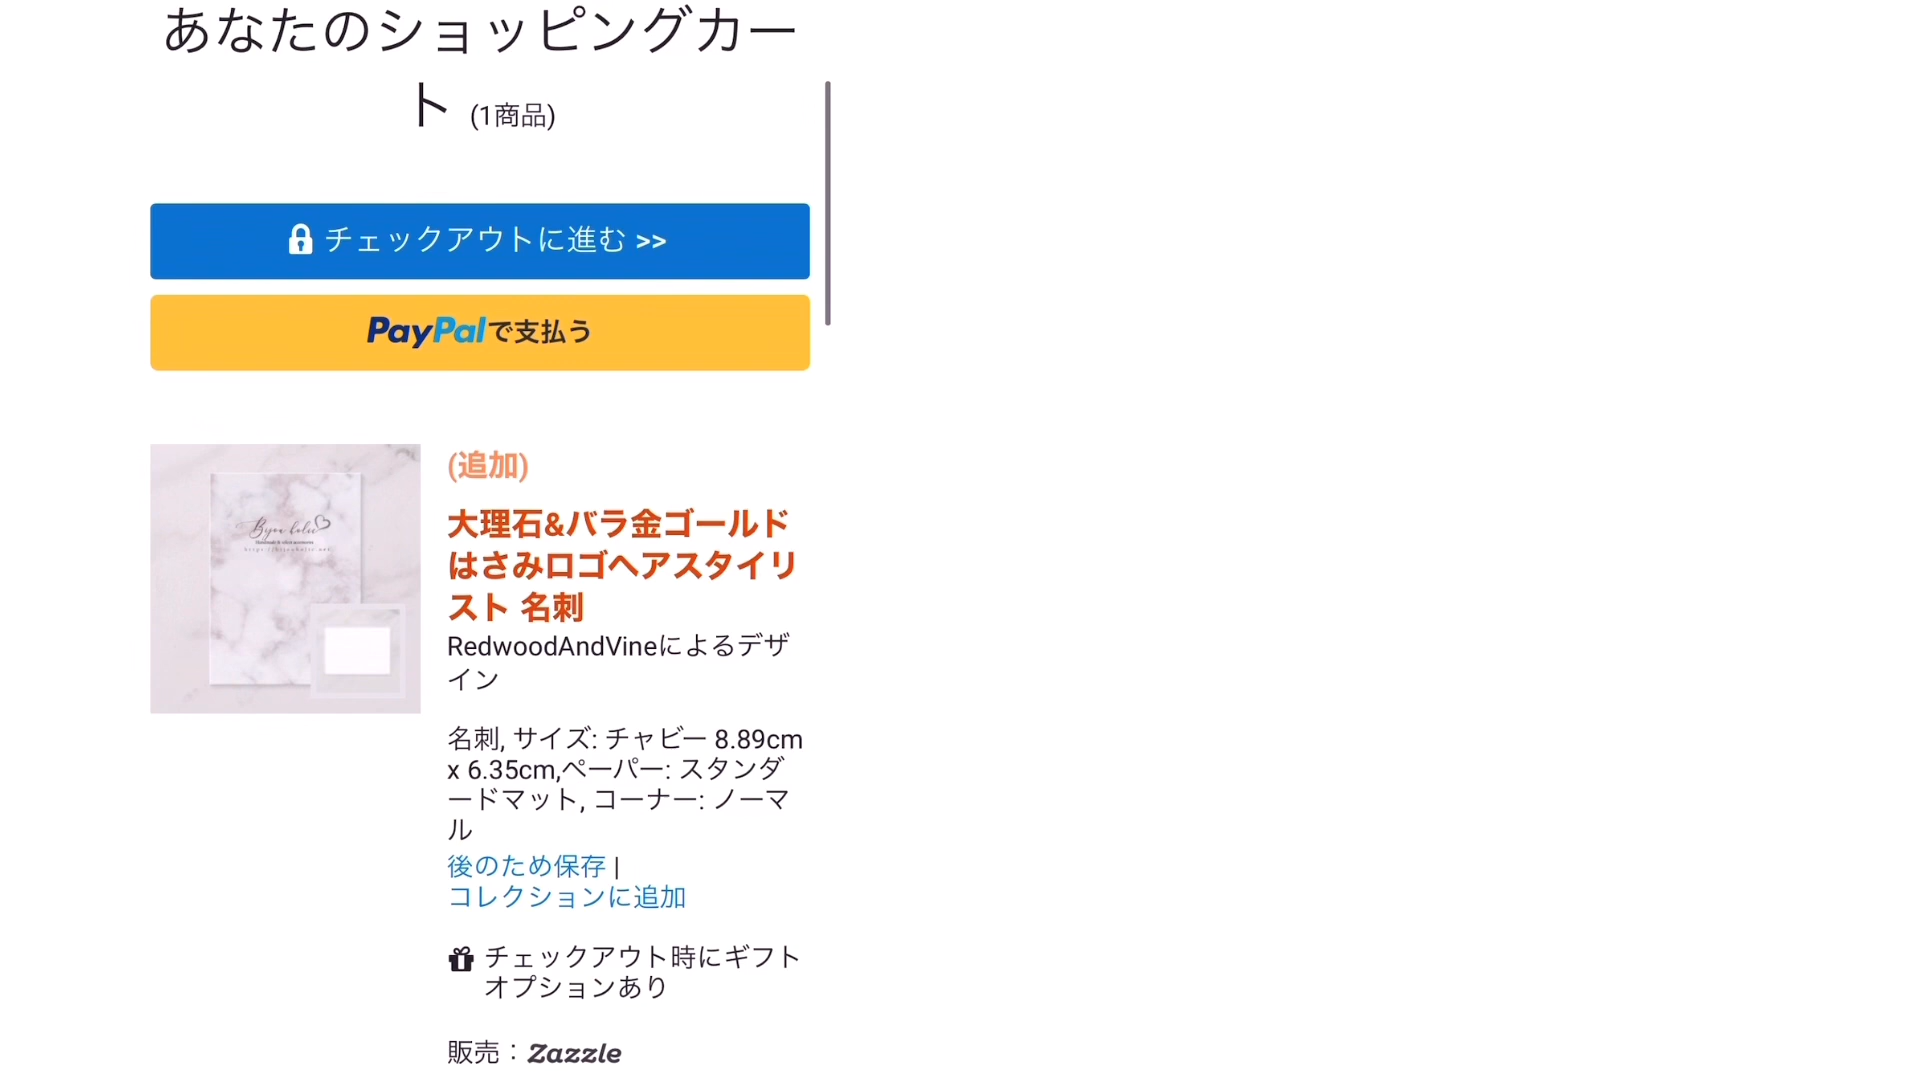 あなたのショッピングカー
ト (1商品)
チェックアウトに進む >>
PayPalで支払う
(追加)
大理石&バラ金ゴールド
はさみロゴヘアスタイリ
スト 名刺
RedwoodAndVineによるデザ
イン
Bijou holic
名刺, サイズ: チャビー 8.89cm
x 6.35cm,ペーパー: スタンダ
ードマット, コーナー: ノーマ
ル
後のため保存 |
コレクションに追加
チェックアウト時にギフト
オプションあり
販売：Zazzle